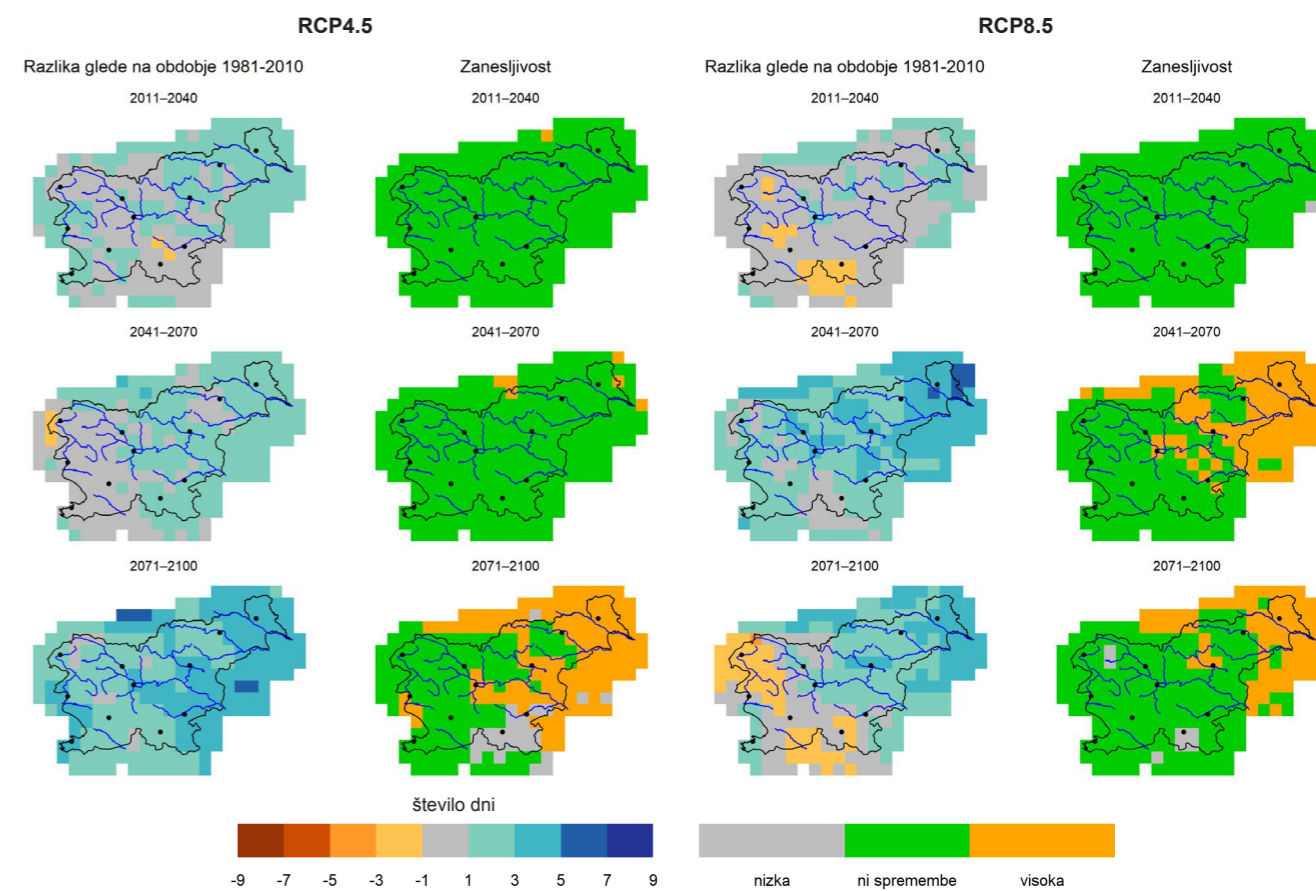 RCP4.5 RCP8.5
Razlika glede na obdobje 1981-2010 Zanesljivost Razlika glede na obdobje 1981-2010 Zanesljivost
2011–2040 2011–2040 2011–2040 2011–2040
2041–2070 2041–2070 2041–2070 2041–2070
2071–2100 2071–2100 2071–2100 2071–2100
število dni
-9 -7 -5 -3 -1 1 3 5 7 9 nizka ni spremembe visoka